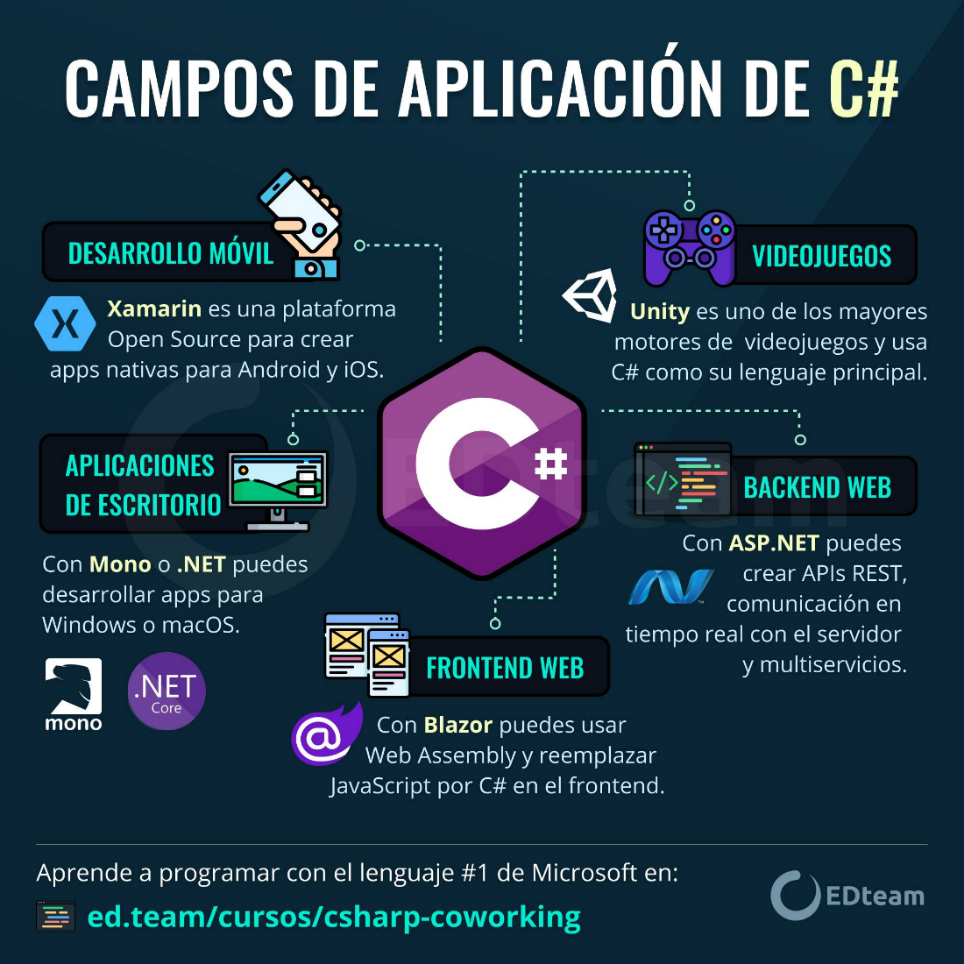 CAMPOS DE APLICACIÓN DE C#
DESARROLLO MÓVIL
Xamarin es una plataforma
Open Source para crear
apps nativas para Android y iOS.
VIDEOJUEGOS
Unity es uno de los mayores
motores de videojuegos y usa
C# como su lenguaje principal.
C#
EDteam
APLICACIONES
DE ESCRITORIO
Con Mono o .NET puedes
desarrollar apps para
Windows o macOS.
mono
.NET
Core
</>
BACKEND WEB
Con ASP.NET puedes
crear APIs REST,
comunicación en
tiempo real con el servidor
y multiservicios.
FRONTEND WEB
@
Con Blazor puedes usar
Web Assembly y reemplazar
JavaScript por C# en el frontend.
Aprende a programar con el lenguaje #1 de Microsoft en:
ed.team/cursos/csharp-coworking
EDteam